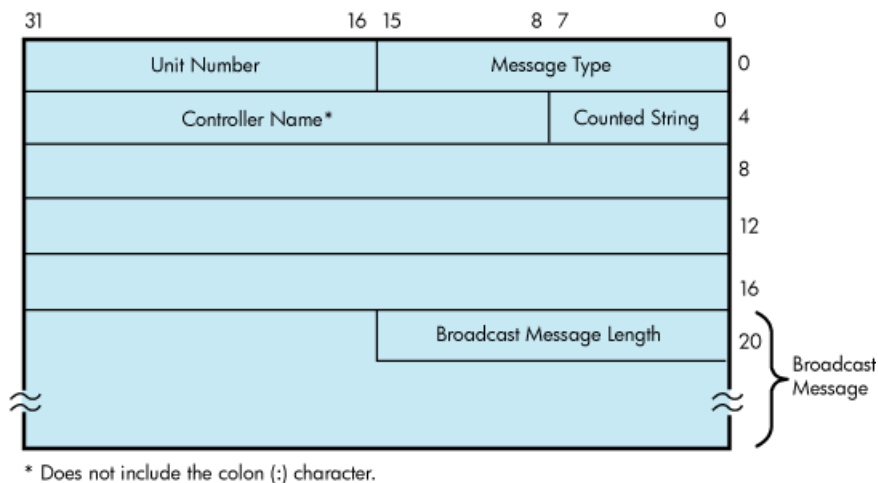 31 16 15 8 7 0
Unit Number Message Type 0
Controller Name* Counted String 4
8
12
16
Broadcast Message Length 20
Broadcast
Message
* Does not include the colon (:) character.